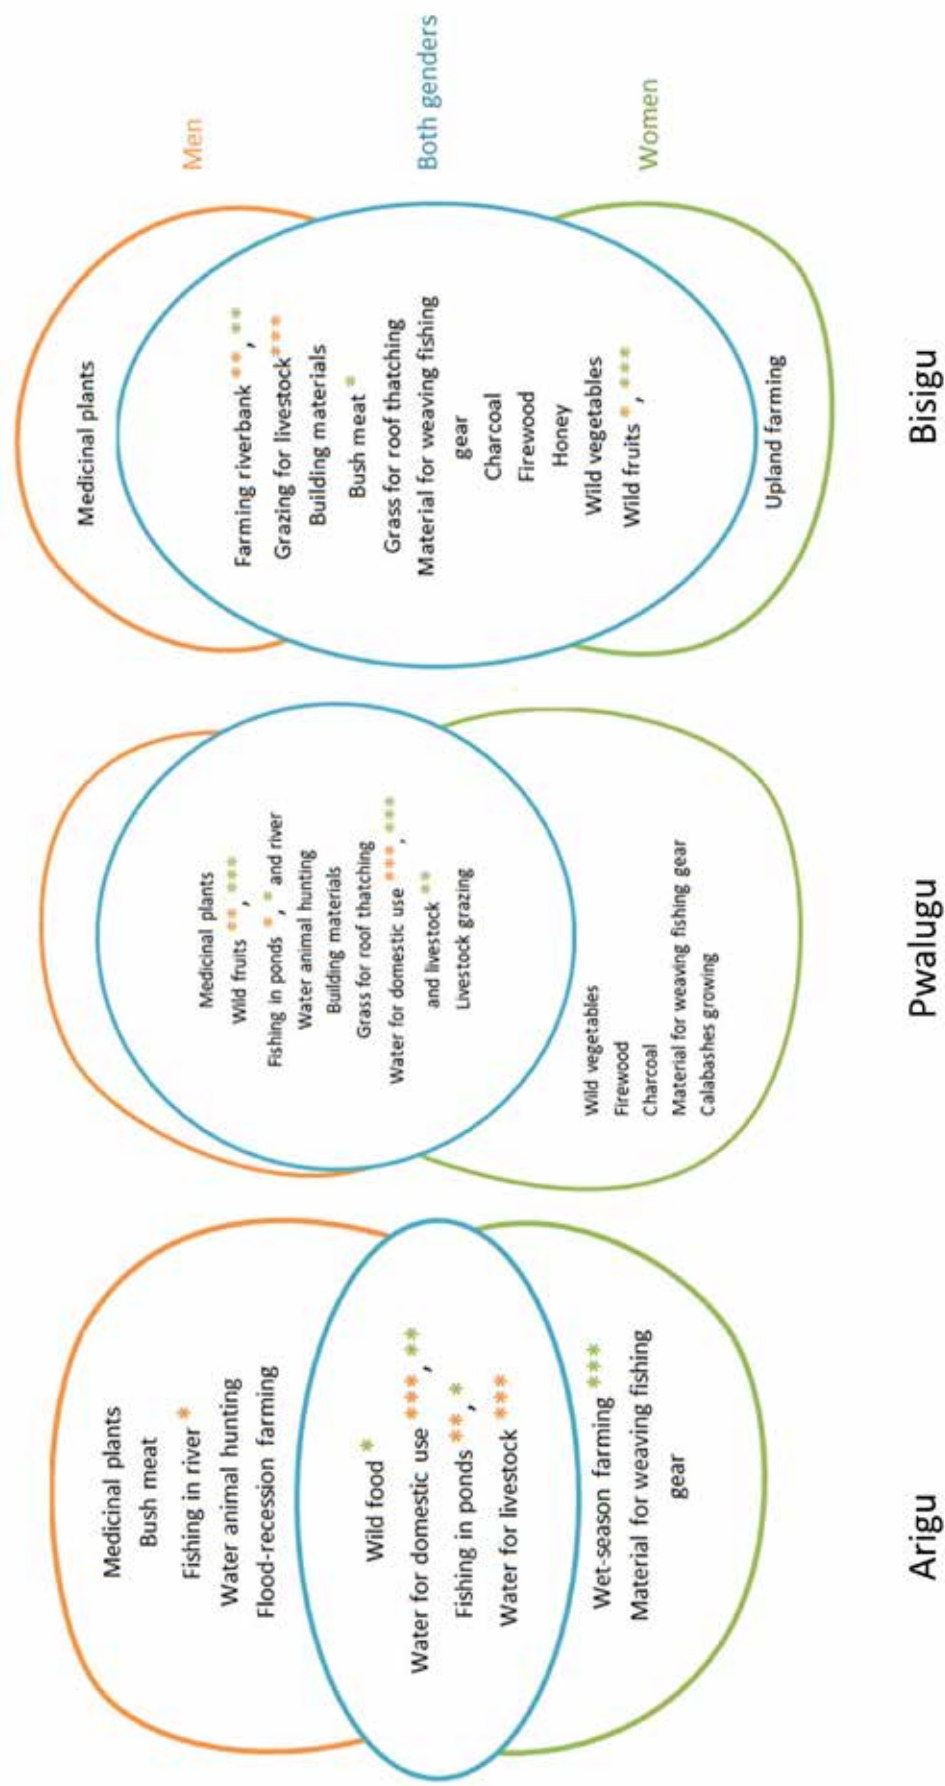 Medicinal plants
Bush meat
Fishing in river *
Water animal hunting
Flood-recession farming
Wild food *
Water for domestic use ***, **
Fishing in ponds **, *
Water for livestock ***
Wet-season farming ***
Material for weaving fishing
gear
Arigu
Medicinal plants
Wild fruits **, ***
Fishing in ponds *, * and river
Water animal hunting
Building materials
Grass for roof thatching
Water for domestic use ***, ***
and livestock **
Livestock grazing
Wild vegetables
Firewood
Charcoal
Material for weaving fishing gear
Calabashes growing
Pwalugu
Medicinal plants
Farming riverbank **, **
Grazing for livestock***
Building materials
Bush meat *
Grass for roof thatching
Material for weaving fishing
gear
Charcoal
Firewood
Honey
Wild vegetables
Wild fruits *, ***
Upland farming
Bisigu
Men
Both genders
Women